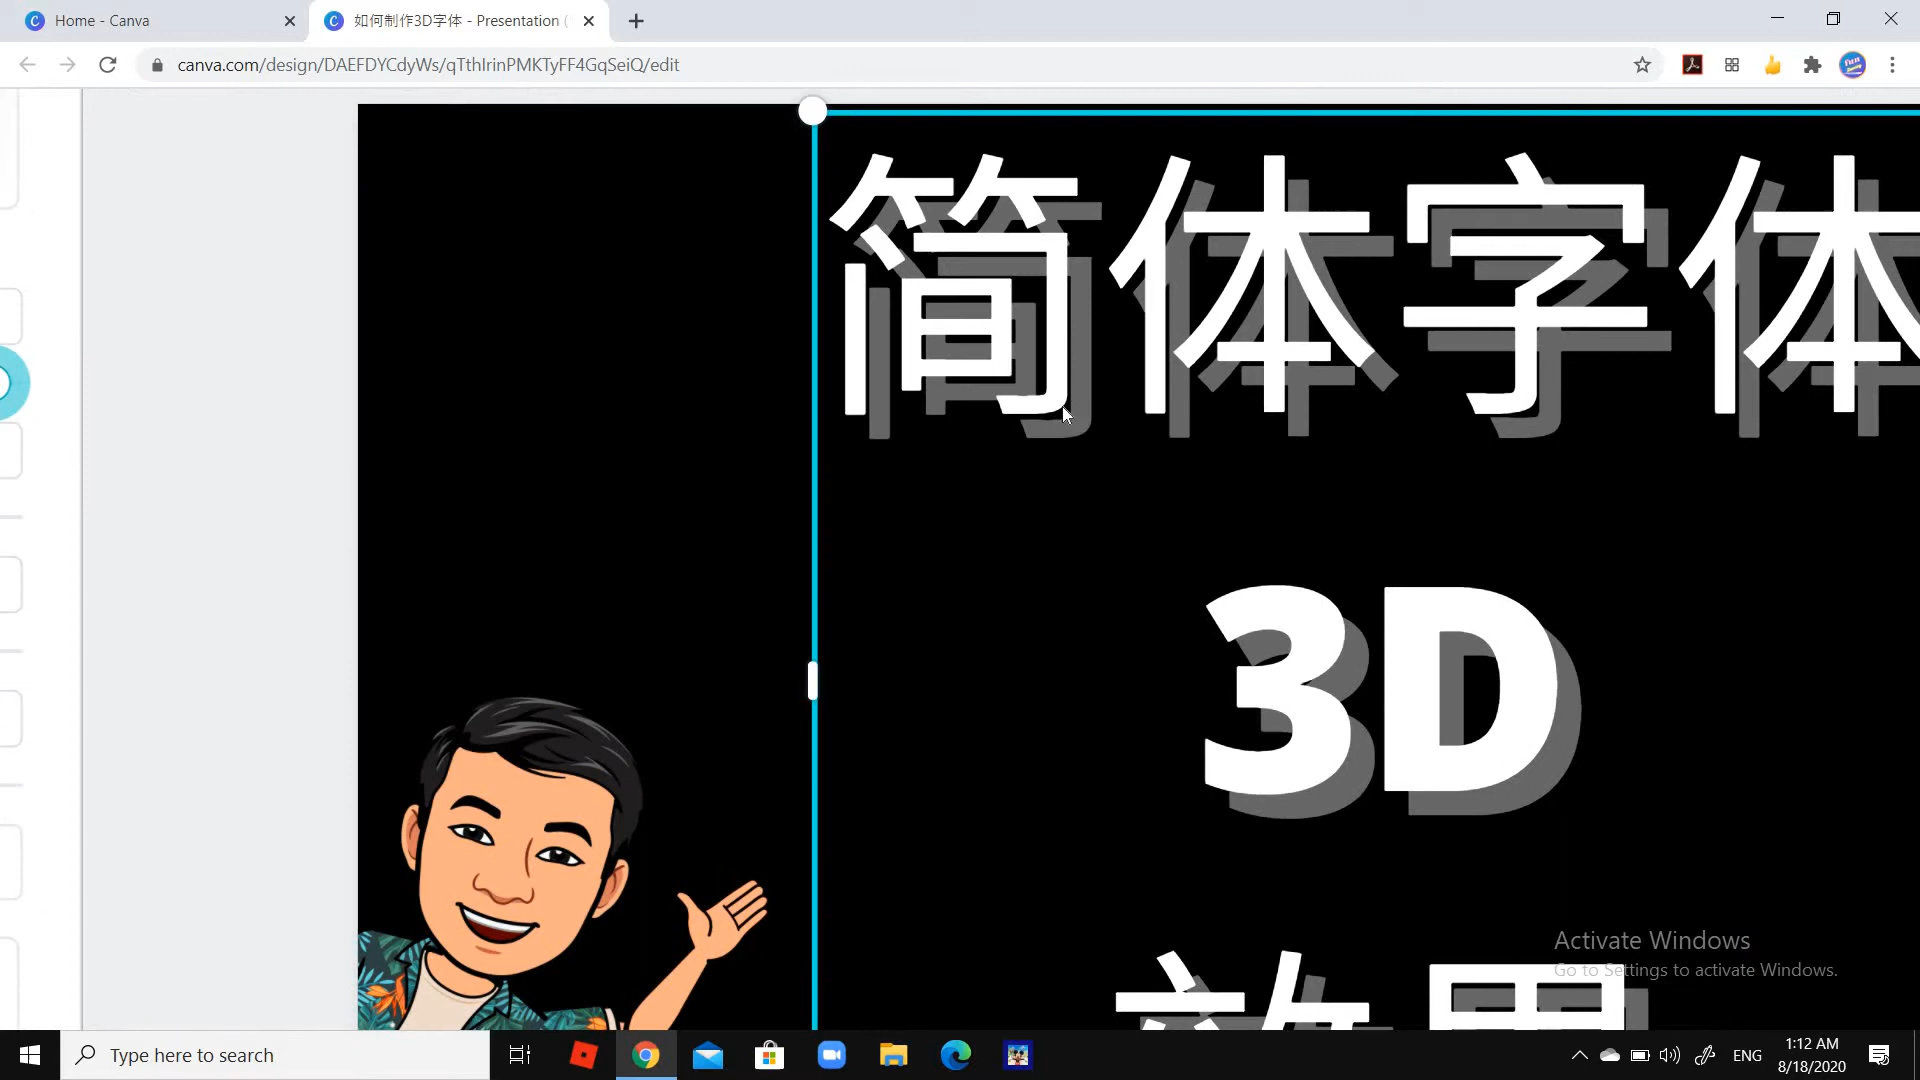 Home - Canva
如何制作3D字体 - Presentation (
canva.com/design/DAEFDYCdyWs/qTthIrinPMKTyFF4GqSeiQ/edit
简体字体
3D
效果
Activate Windows
Go to Settings to activate Windows.
Type here to search
ENG
1:12 AM
8/18/2020